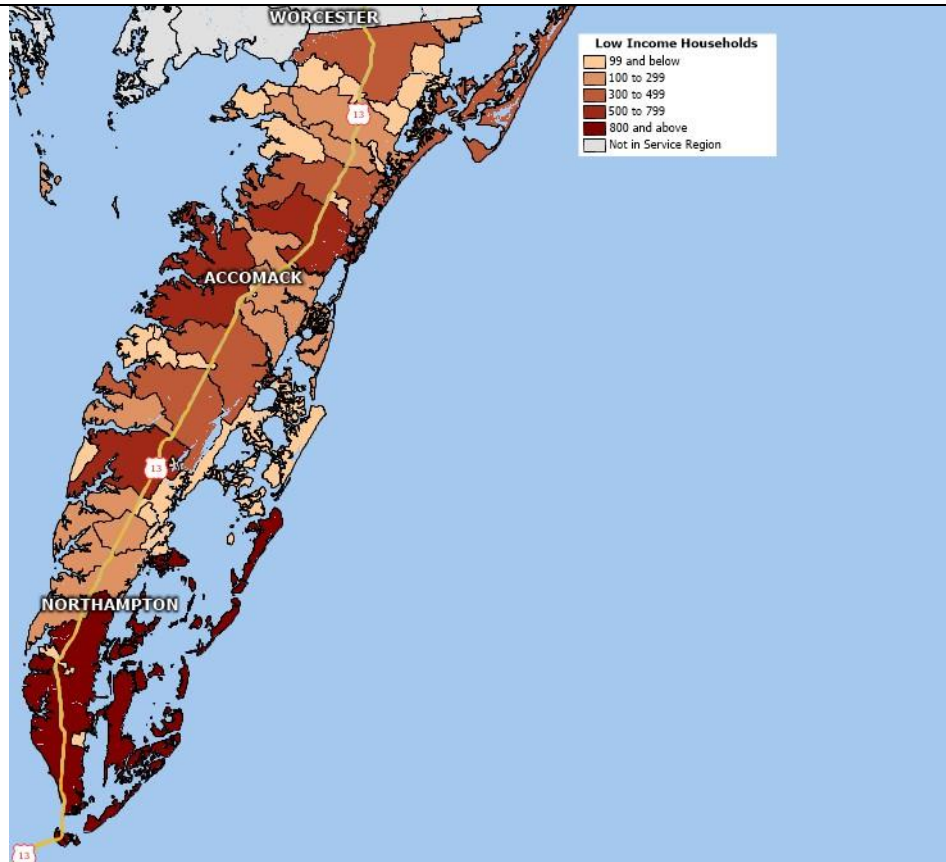 WORCESTER
Low Income Households
99 and below
100 to 299
300 to 499
500 to 799
800 and above
Not in Service Region
13
ACCOMACK
13
NORTHAMPTON
13